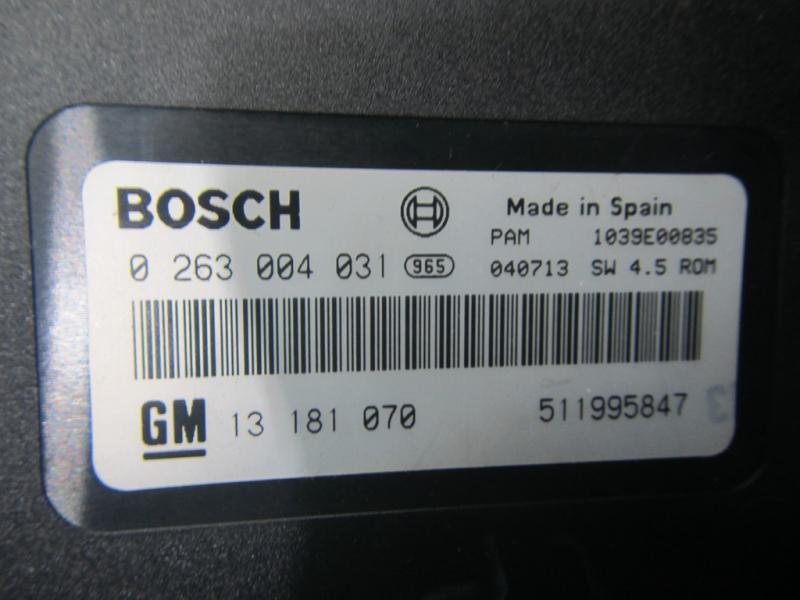 BOSCH Made in Spain
PAM 1039E00835
0 263 004 031 965 040713 SW 4.5 ROM
GM 13 181 070 511995847